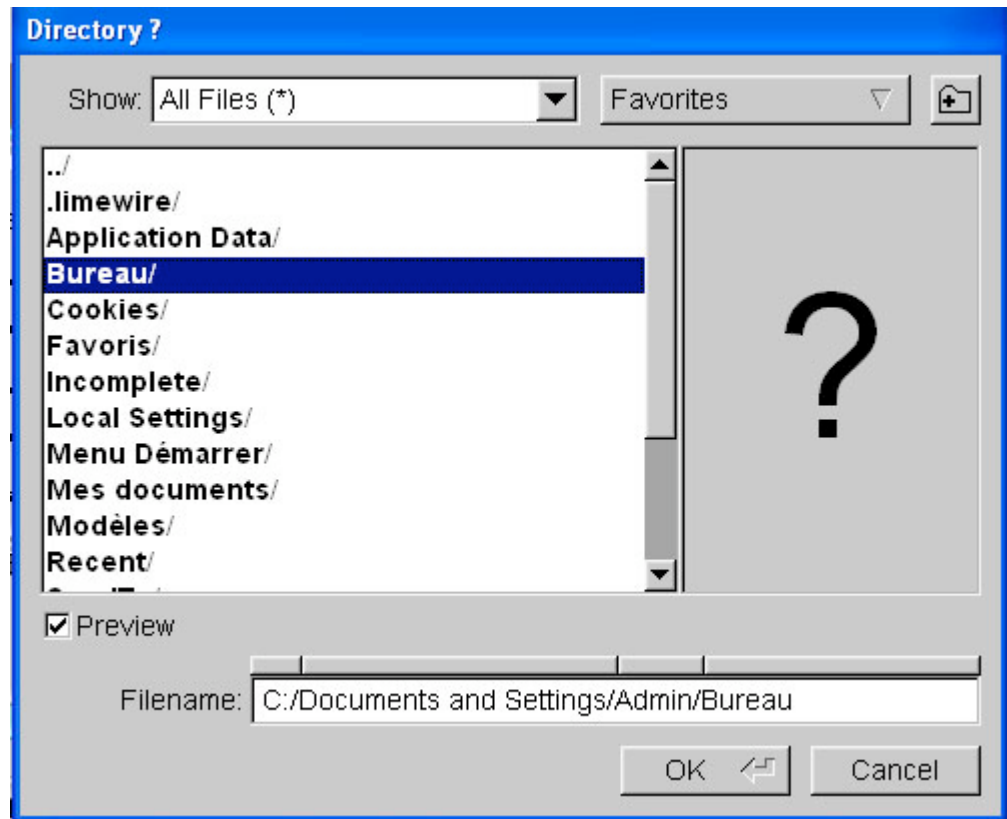 Directory ?
Show: All Files (*) Favorites
../
.limewire/
Application Data/
Bureau/
Cookies/
Favoris/
Incomplete/
Local Settings/
Menu Démarrer/
Mes documents/
Modèles/
Recent/
?
Preview
Filename: C:/Documents and Settings/Admin/Bureau
OK Cancel